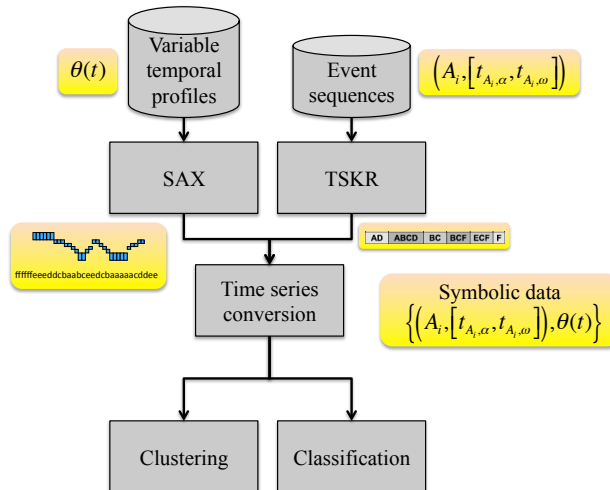 Variable
temporal
profiles
θ(t)
Event
sequences
(A_i,[t_{A_i,α}, t_{A_i,ω}])
SAX
TSKR
ffffffeeeddcbaabceedcbaaaaacddee
AD ABCD BC BCF ECF F
Time series
conversion
Symbolic data
{(A_i,[t_{A_i,α}, t_{A_i,ω}]),θ(t)}
Clustering
Classification